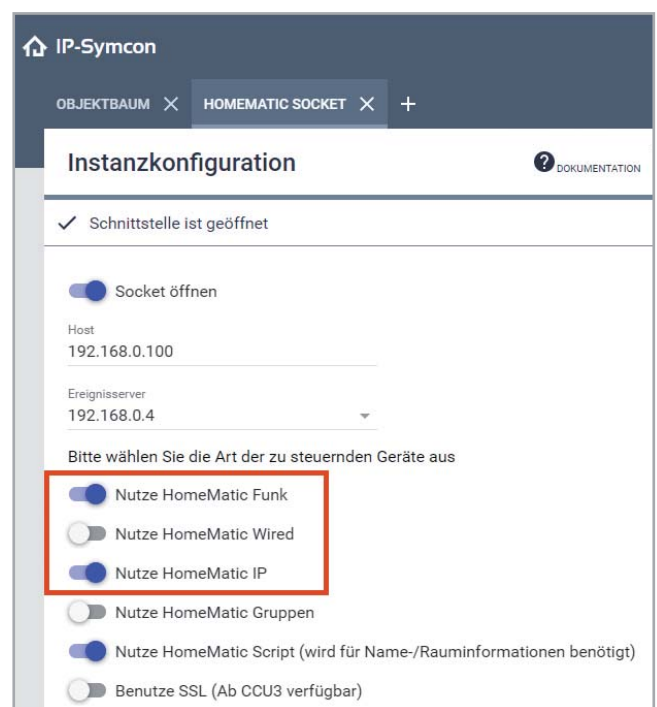 IP-Symcon
OBJEKTBAUM HOMEMATIC SOCKET
Instanzkonfiguration
DOKUMENTATION
Schnittstelle ist geöffnet
Socket öffnen
Host
192.168.0.100
Ereignisserver
192.168.0.4
Bitte wählen Sie die Art der zu steuernden Geräte aus
Nutze HomeMatic Funk
Nutze HomeMatic Wired
Nutze HomeMatic IP
Nutze HomeMatic Gruppen
Nutze HomeMatic Script (wird für Name-/Rauminformationen benötigt)
Benutze SSL (Ab CCU3 verfügbar)